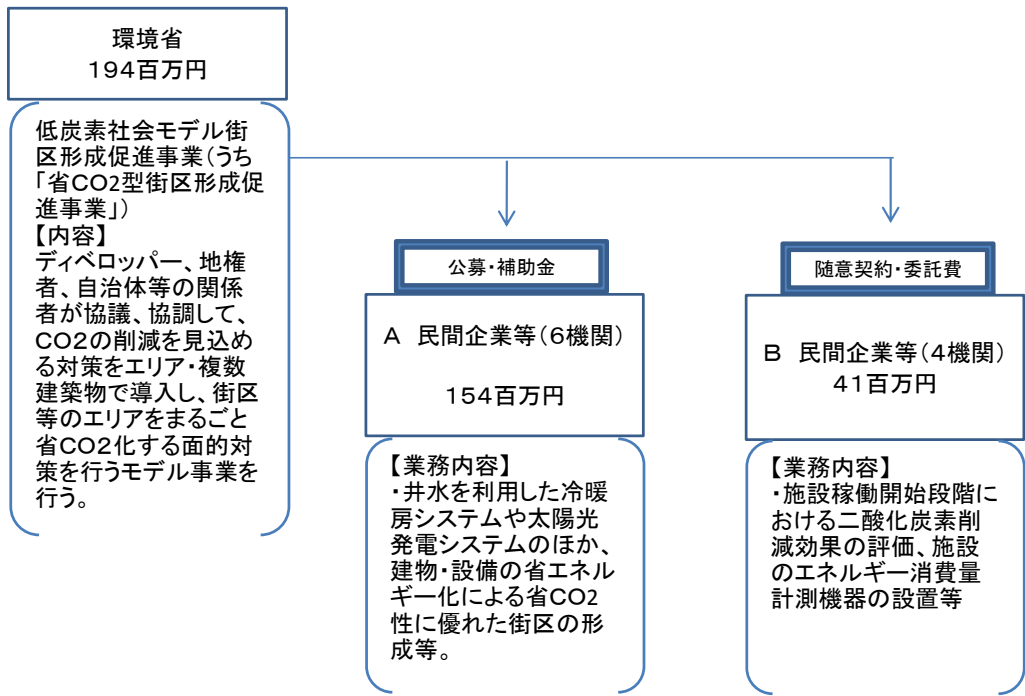 環境省
194百万円
低炭素社会モデル街
区形成促進事業(うち
「省CO2型街区形成促
進事業」)
【内容】
ディベロッパー、地権
者、自治体等の関係
者が協議、協調して、
CO2の削減を見込め
る対策をエリア・複数
建築物で導入し、街区
等のエリアをまるごと
省CO2化する面的対
策を行うモデル事業を
行う。
公募・補助金
A 民間企業等(6機関)
154百万円
【業務内容】
・井水を利用した冷暖
房システムや太陽光
発電システムのほか、
建物・設備の省エネル
ギー化による省CO2
性に優れた街区の形
成等。
随意契約・委託費
B 民間企業等(4機関)
41百万円
【業務内容】
・施設稼働開始段階に
おける二酸化炭素削
減効果の評価、施設
のエネルギー消費量
計測機器の設置等